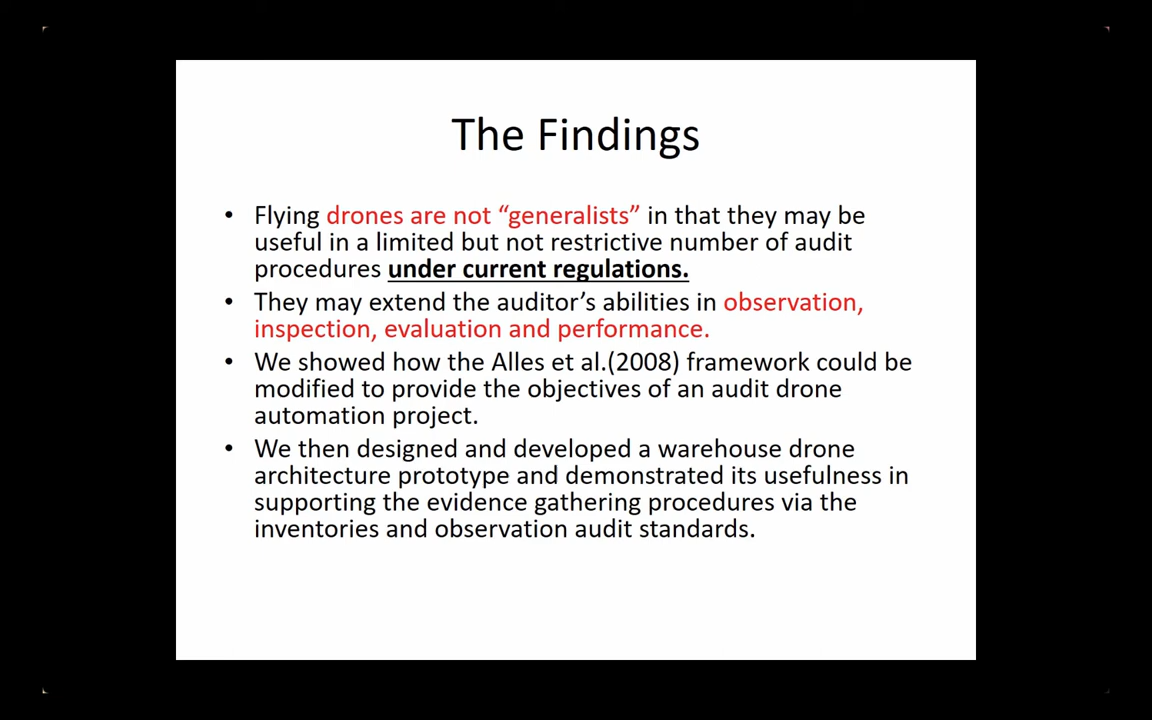 The Findings
• Flying drones are not “generalists” in that they may be
useful in a limited but not restrictive number of audit
procedures under current regulations.
• They may extend the auditor’s abilities in observation,
inspection, evaluation and performance.
• We showed how the Alles et al.(2008) framework could be
modified to provide the objectives of an audit drone
automation project.
• We then designed and developed a warehouse drone
architecture prototype and demonstrated its usefulness in
supporting the evidence gathering procedures via the
inventories and observation audit standards.